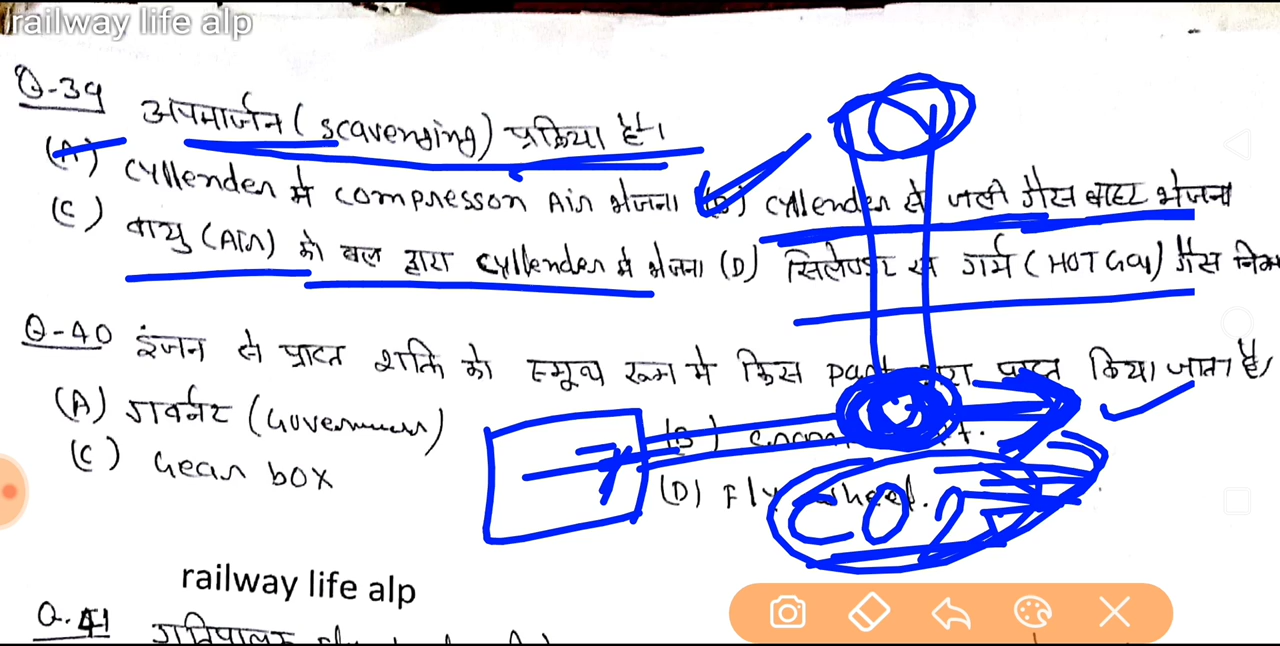 railway life alp
Q-39 अपमार्जन ( scavenging) प्रक्रिया है।
(A) cyllender में compressor Air भेजना (B) cyllender से जली गैस बाहर भेजना
(C) वायु (Air) को बल द्वारा cyllender में भेजना (D) सिलेण्डर से गर्म ( HOT Gas) गैस
Q-40 इंजन से प्राप्त शक्ति को स्मूथ रूप में किस part द्वारा प्राप्त किया जाता है।
(A) गवर्नर (Governer) (B)
(C) Gear box (D) Fly wheel.
CO2
railway life alp
Q.41